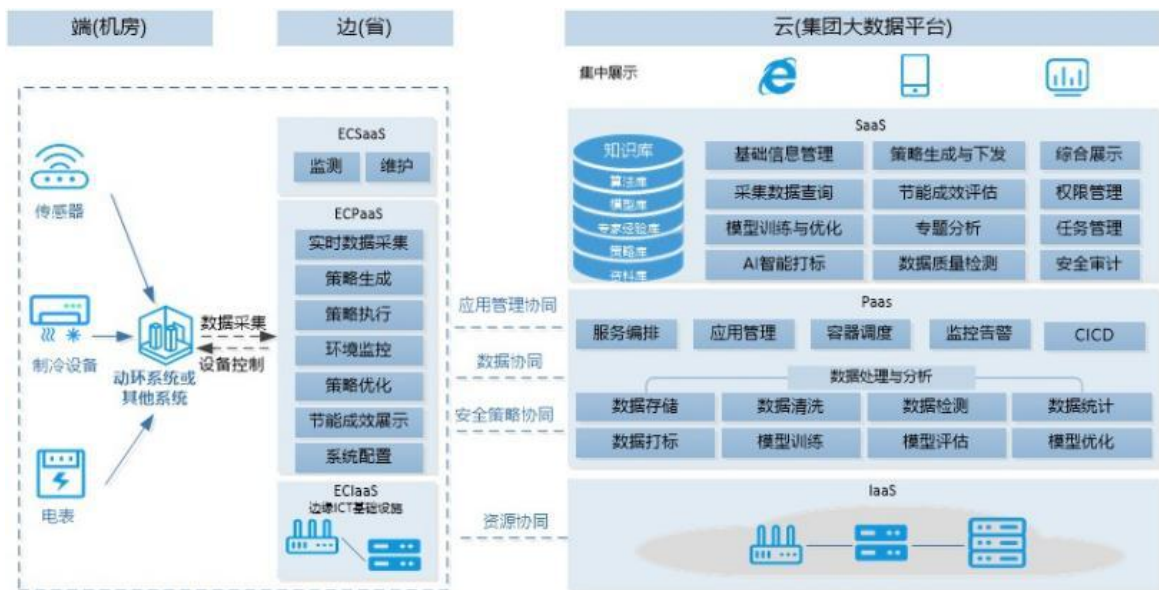 端(机房)
边(省)
云(集团大数据平台)
集中展示
传感器
制冷设备
电表
动环系统或
其他系统
数据采集
设备控制
ECSaaS
监测 维护
ECPaaS
实时数据采集
策略生成
策略执行
环境监控
策略优化
节能成效展示
系统配置
ECIaaS
边缘ICT基础设施
应用管理协同
数据协同
安全策略协同
资源协同
SaaS
知识库
算法库
模型库
专家经验库
策略库
资料库
基础信息管理 策略生成与下发 综合展示
采集数据查询 节能成效评估 权限管理
模型训练与优化 专题分析 任务管理
AI智能打标 数据质量检测 安全审计
Paas
服务编排 应用管理 容器调度 监控告警 CICD
数据处理与分析
数据存储 数据清洗 数据检测 数据统计
数据打标 模型训练 模型评估 模型优化
IaaS